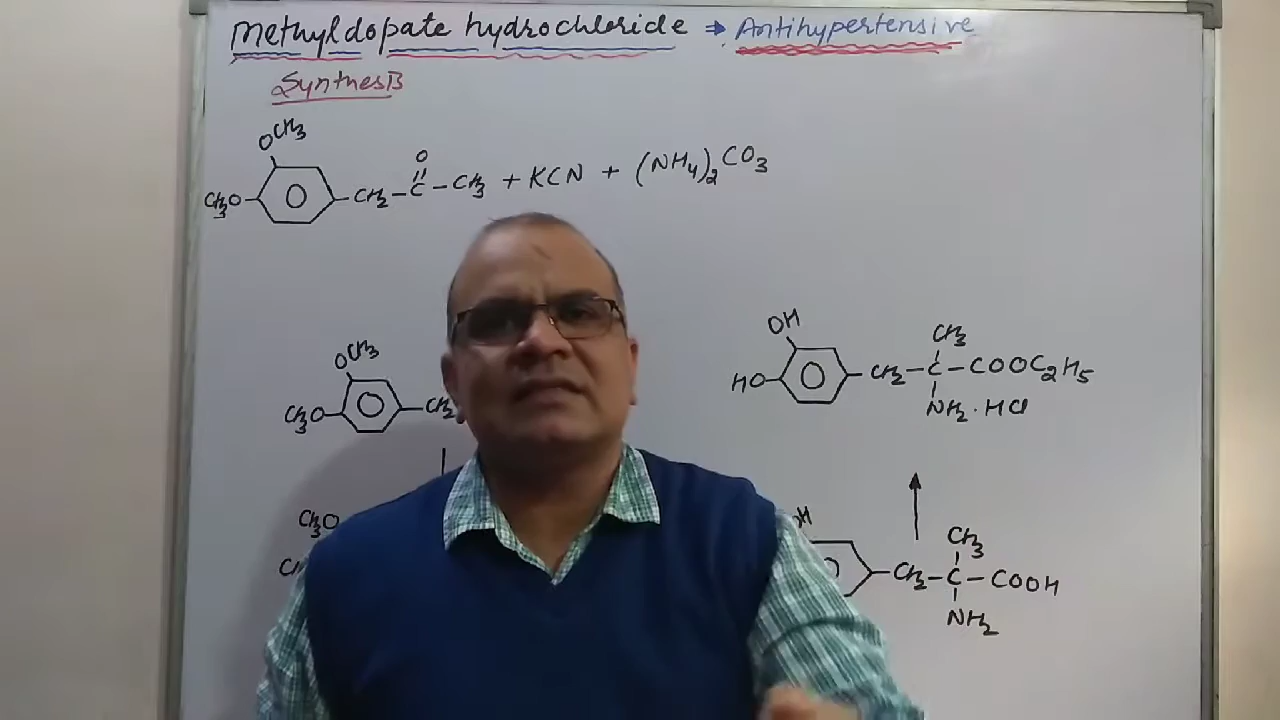 Methyldopate hydrochloride → Antihypertensive
Synthesis
OCH3
CH3O
O
CH2-C-CH3 + KCN + (NH4)2CO3
OCH3
CH3O
CH2
CH3O
OH
HO
CH3
CH2-C-COOC2H5
NH2.HCl
CH3
CH2-C-COOH
NH2